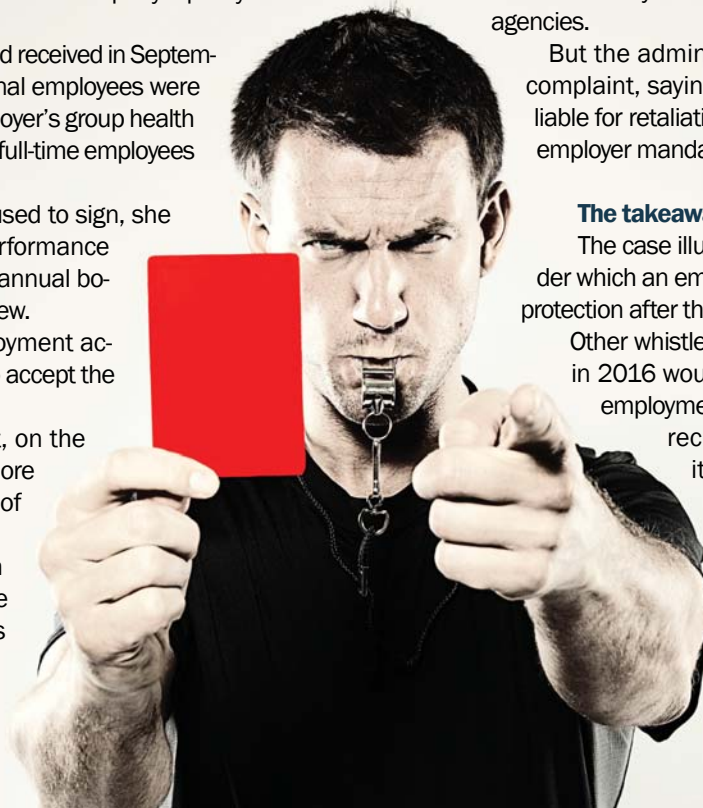 d received in Septem-
nal employees were
oyer's group health
full-time employees
used to sign, she
rformance
annual bo-
ew.
oyment ac-
accept the
, on the
ore
of
e
s
agencies.
But the admin
complaint, sayin
liable for retaliati
employer manda
The takeaw
The case illu
der which an em
protection after th
Other whistle
in 2016 wou
employme
rec
it